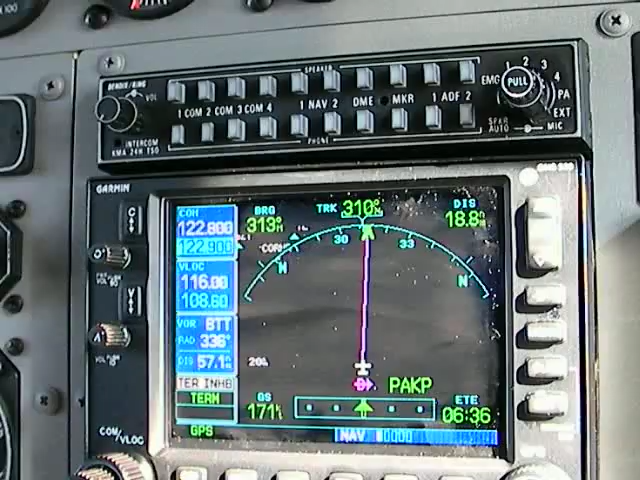 BENDIX/KING
VOL
SPEAKER
1 COM 2 COM 3 COM 4 1 NAV 2 DME MKR 1 ADF 2
EMG 1 2 3 4 PA EXT
PULL
INTERCOM
KMA 24H TSO
PHONE
SPKR
AUTO MIC
GARMIN
COM
122.800
122.900
VLOC
116.00
108.60
VOR BTT
RAD 336°
DIS 57.1
TER INHB
TERM
GPS
BRG
313°
TRK 310°
DIS
18.8
30 33
N N
20
GS
171
PAKP
ETE
06:36
NAV
C
V
COM/VLOC